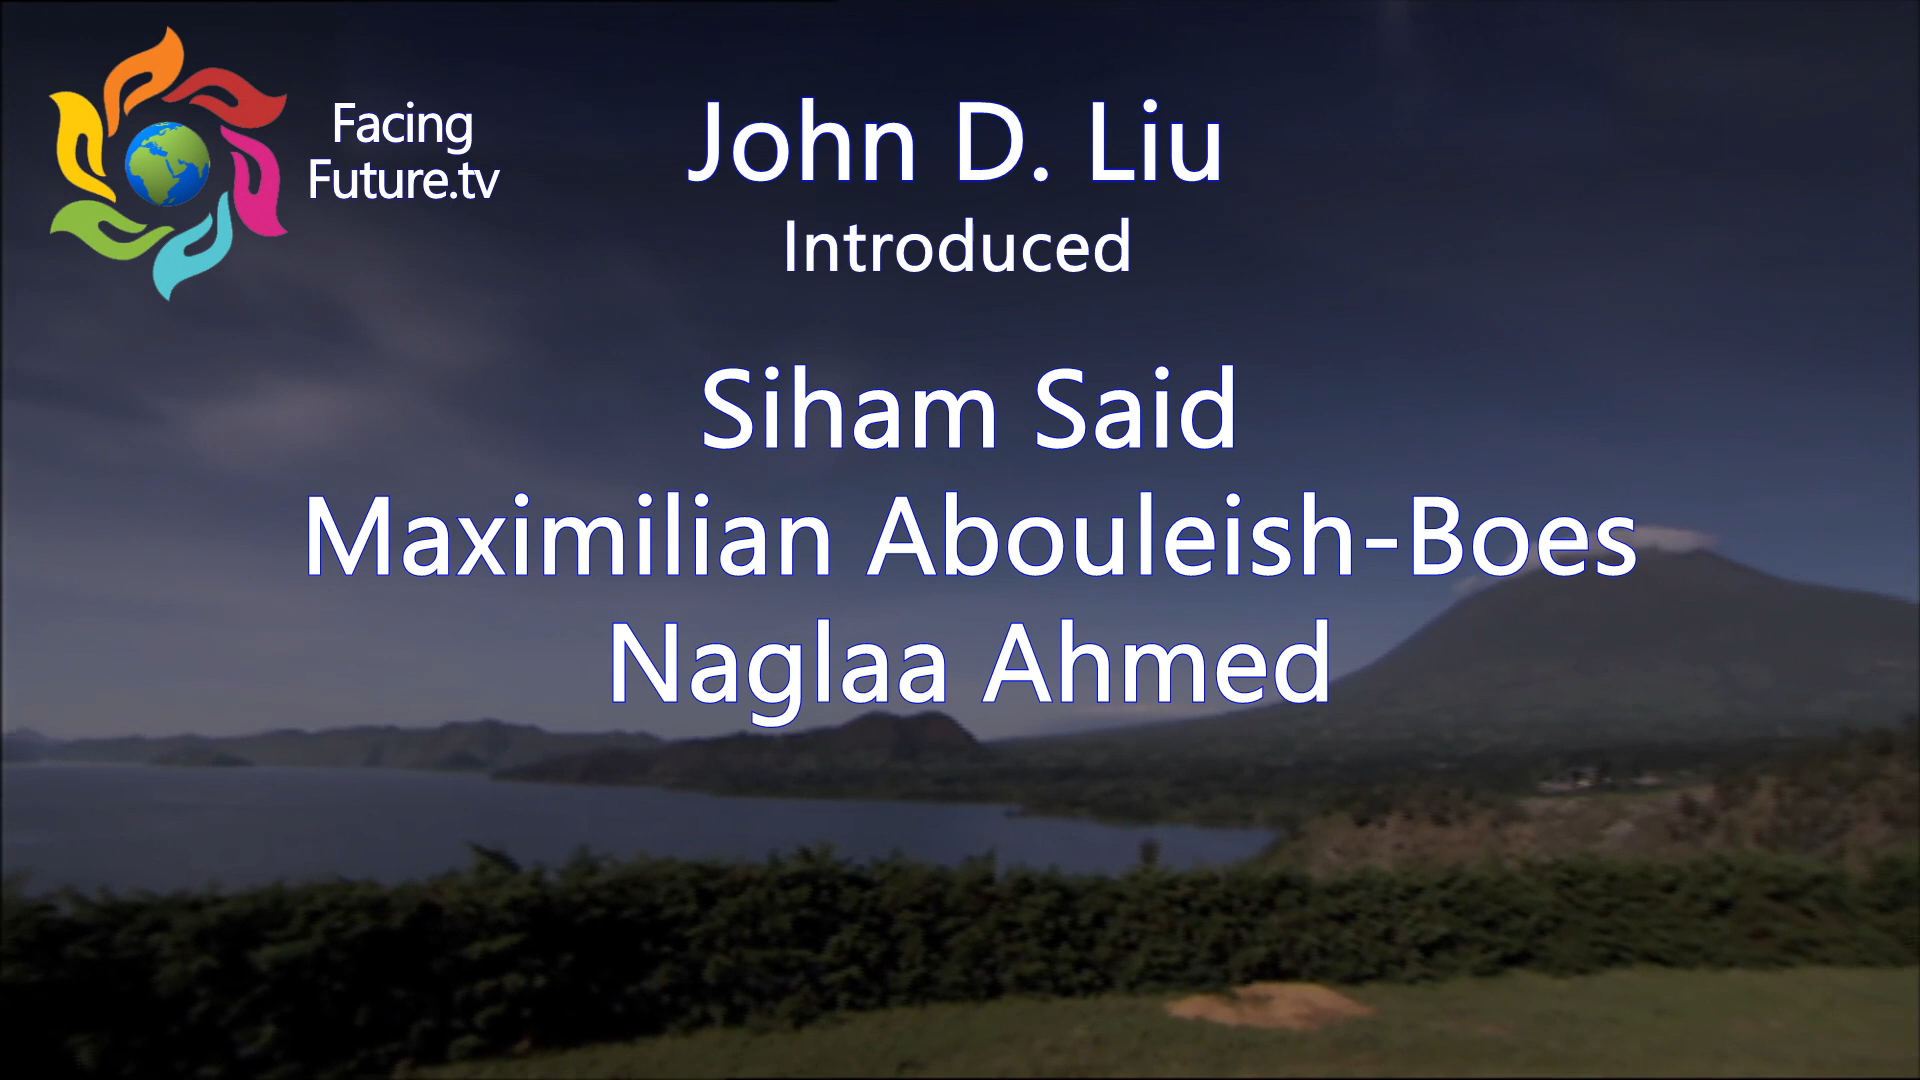 Facing
Future.tv
John D. Liu
Introduced
Siham Said
Maximilian Abouleish-Boes
Naglaa Ahmed